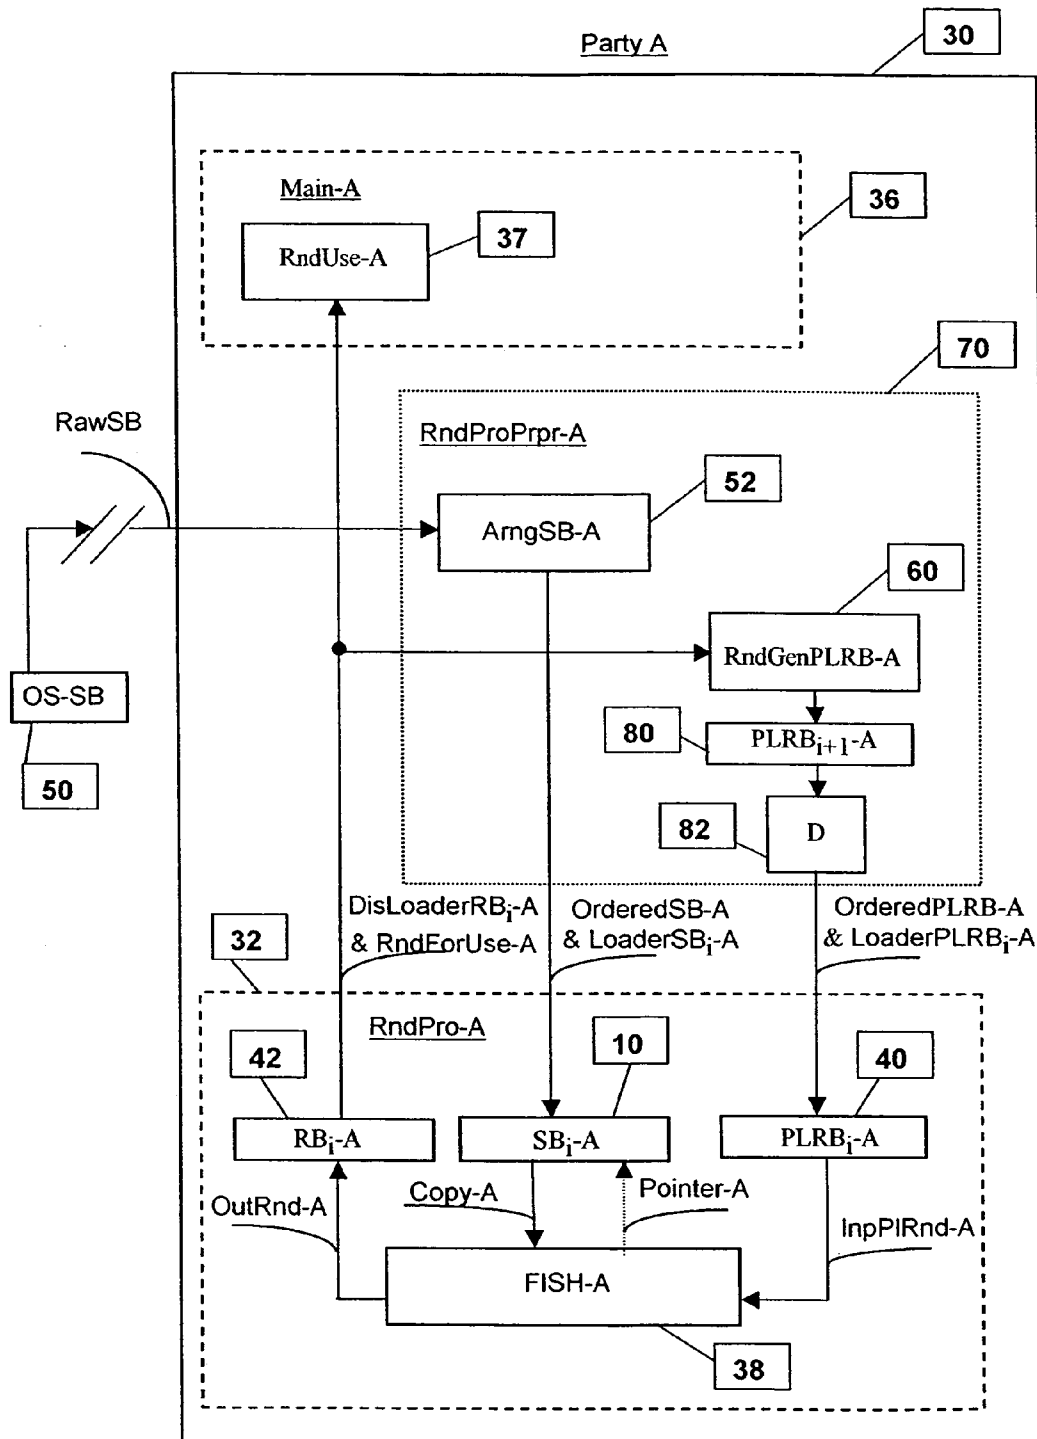 Party A
30
Main-A
36
RndUse-A
37
70
RawSB
RndProPrpr-A
52
ArngSB-A
60
RndGenPLRB-A
OS-SB
80
PLRBi+1-A
50
82
D
DisLoaderRBi-A
& RndForUse-A
OrderedSB-A
& LoaderSBi-A
OrderedPLRB-A
& LoaderPLRBi-A
32
RndPro-A
42
10
40
RBi-A
SBi-A
PLRBi-A
OutRnd-A
Copy-A
Pointer-A
InpPlRnd-A
FISH-A
38